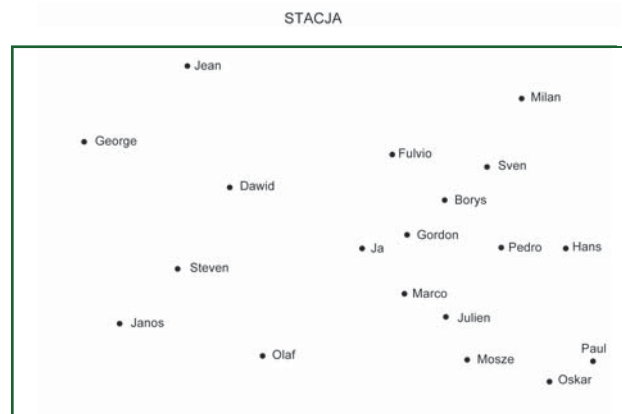 STACJA
Jean
Milan
George
Fulvio
Sven
Dawid
Borys
Gordon
Ja
Pedro
Hans
Steven
Marco
Julien
Janos
Paul
Olaf
Mosze
Oskar